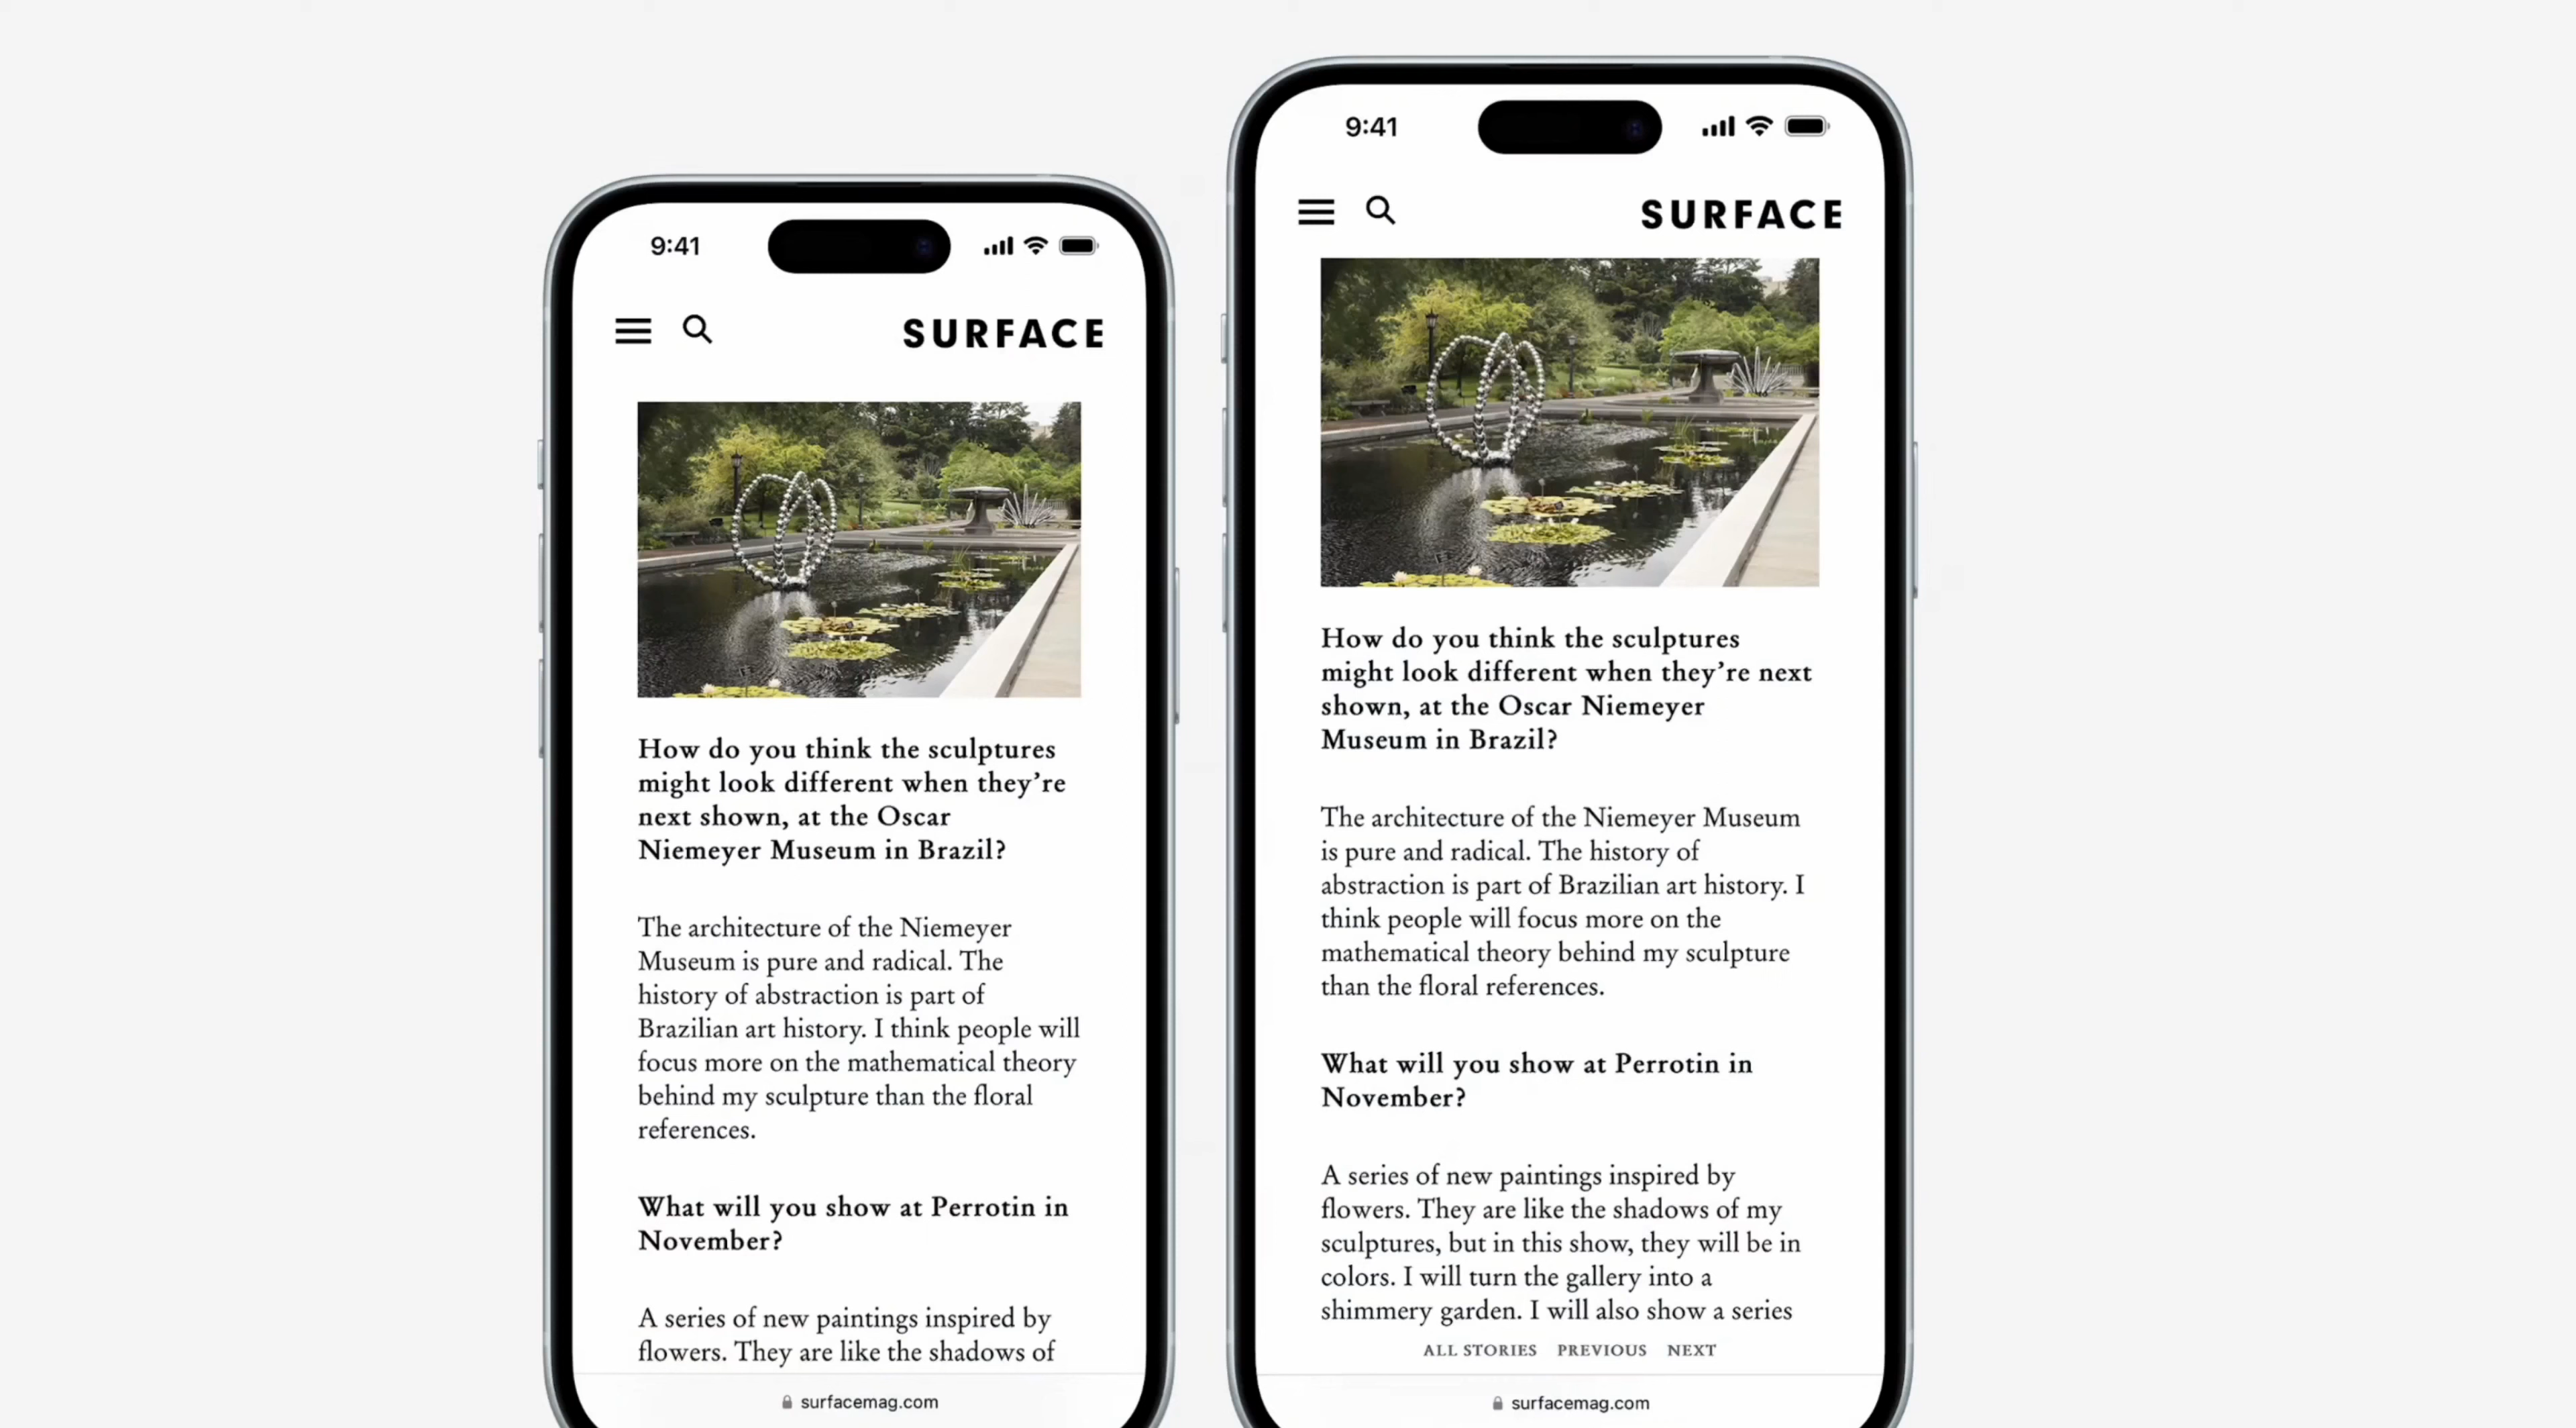 9:41
SURFACE
How do you think the sculptures
might look different when they’re
next shown, at the Oscar
Niemeyer Museum in Brazil?
The architecture of the Niemeyer
Museum is pure and radical. The
history of abstraction is part of
Brazilian art history. I think people will
focus more on the mathematical theory
behind my sculpture than the floral
references.
What will you show at Perrotin in
November?
A series of new paintings inspired by
flowers. They are like the shadows of
surfacemag.com
9:41
SURFACE
How do you think the sculptures
might look different when they’re next
shown, at the Oscar Niemeyer
Museum in Brazil?
The architecture of the Niemeyer Museum
is pure and radical. The history of
abstraction is part of Brazilian art history. I
think people will focus more on the
mathematical theory behind my sculpture
than the floral references.
What will you show at Perrotin in
November?
A series of new paintings inspired by
flowers. They are like the shadows of my
sculptures, but in this show, they will be in
colors. I will turn the gallery into a
shimmery garden. I will also show a series
ALL STORIES PREVIOUS NEXT
surfacemag.com